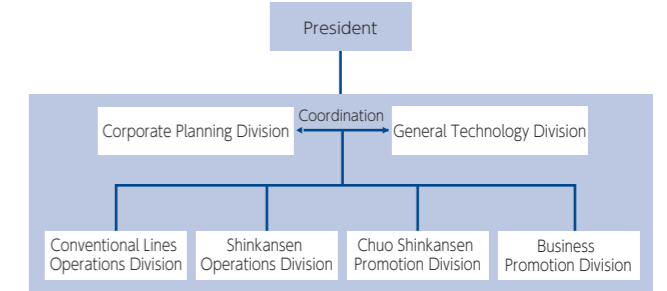 President
Coordination
Corporate Planning Division
General Technology Division
Conventional Lines
Operations Division
Shinkansen
Operations Division
Chuo Shinkansen
Promotion Division
Business
Promotion Division